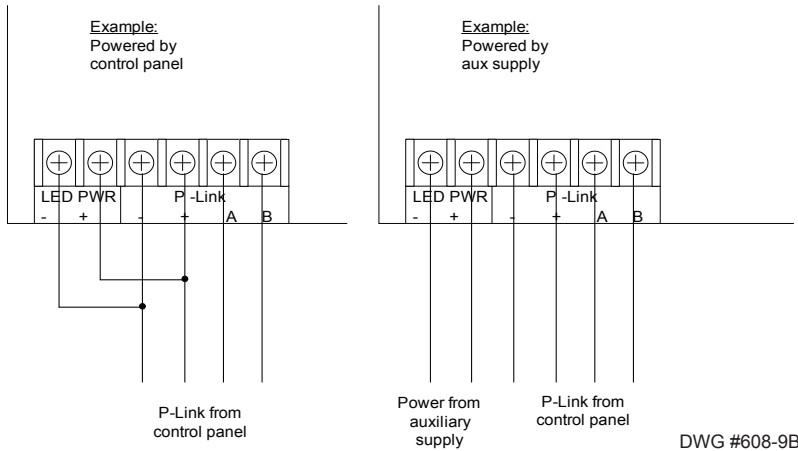 Example:
Powered by
control panel
LED PWR P -Link
- + - + A B
P-Link from
control panel
Example:
Powered by
aux supply
LED PWR P -Link
- + - + A B
Power from
auxiliary
supply
P-Link from
control panel
DWG #608-9B